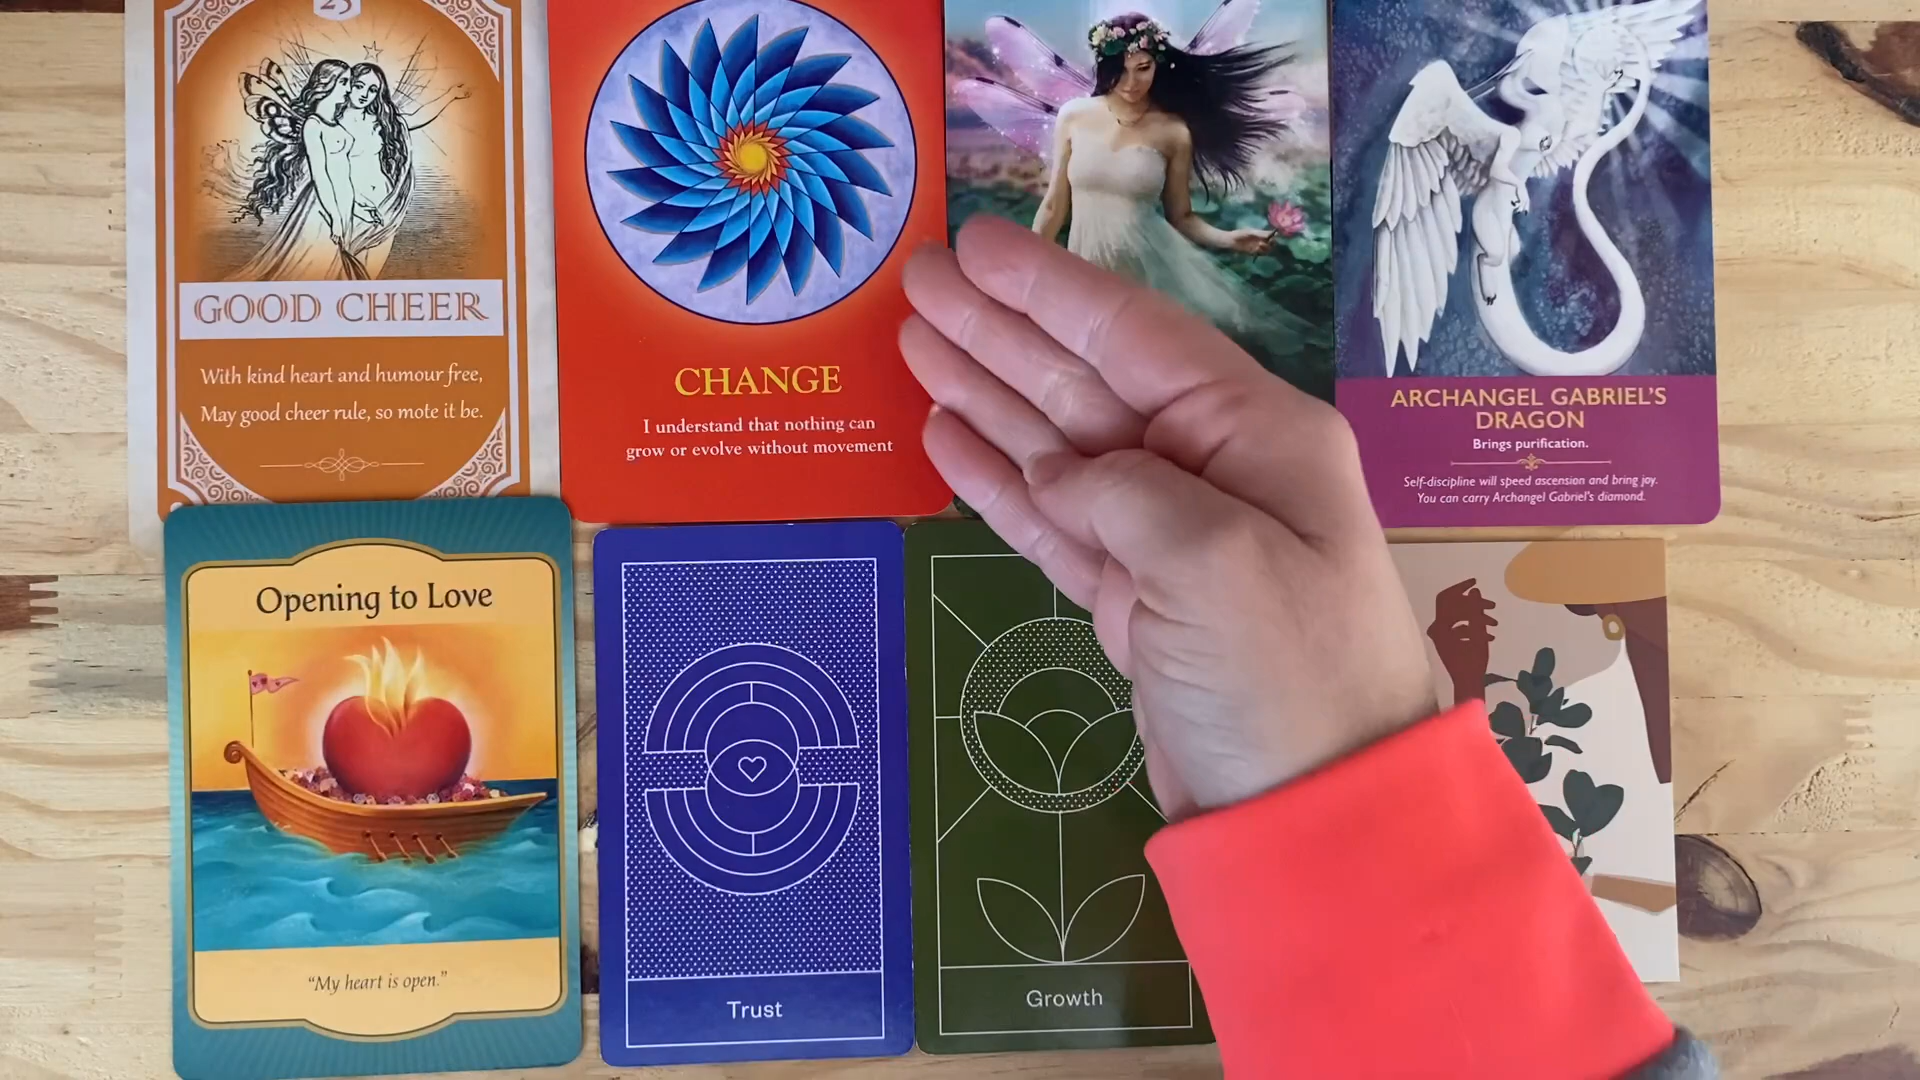 25
GOOD CHEER
With kind heart and humour free,
May good cheer rule, so mote it be.
CHANGE
I understand that nothing can
grow or evolve without movement
ARCHANGEL GABRIEL'S
DRAGON
Brings purification.
Self-discipline will speed ascension and bring joy.
You can carry Archangel Gabriel's diamond.
Opening to Love
“My heart is open.”
Trust
Growth